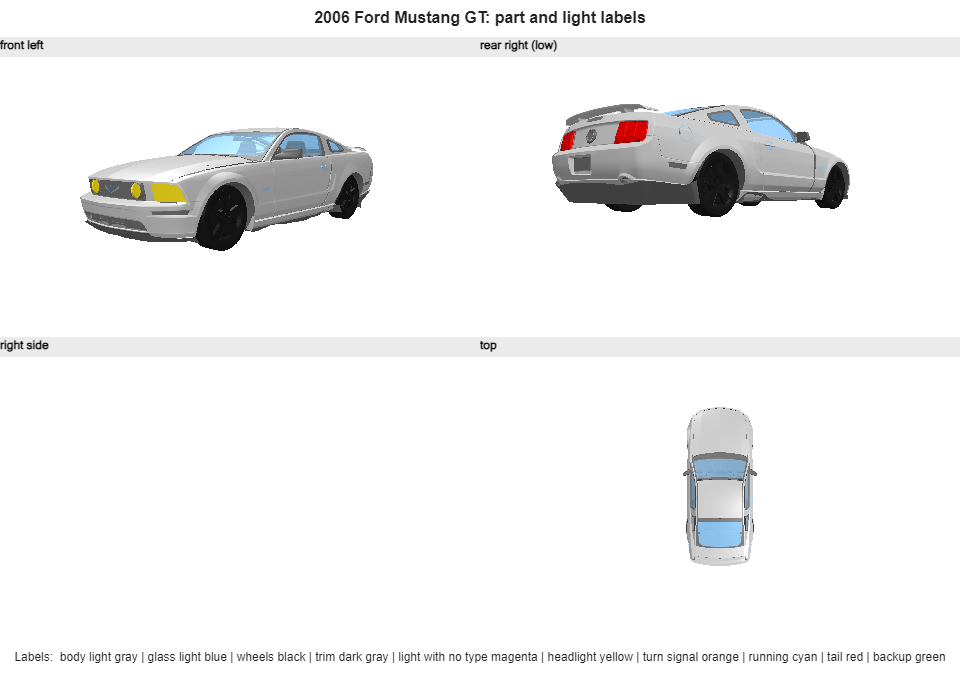 2006 Ford Mustang GT: part and light labels
front left
rear right (low)
right side
top
Labels:  body light gray | glass light blue | wheels black | trim dark gray | light with no type magenta | headlight yellow | turn signal orange | running cyan | tail red | backup green